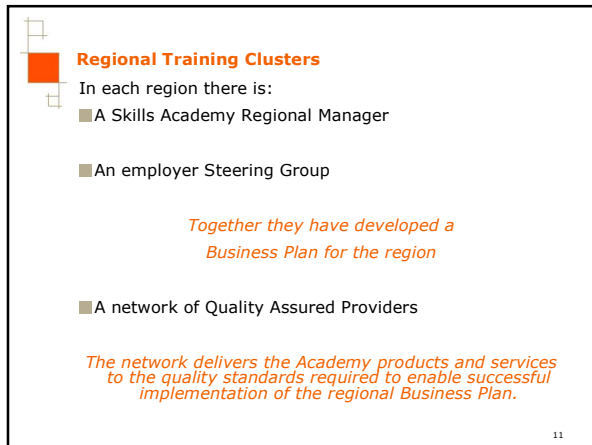 Regional Training Clusters
In each region there is:
A Skills Academy Regional Manager
An employer Steering Group
Together they have developed a
Business Plan for the region
A network of Quality Assured Providers
The network delivers the Academy products and services
to the quality standards required to enable successful
implementation of the regional Business Plan.
11